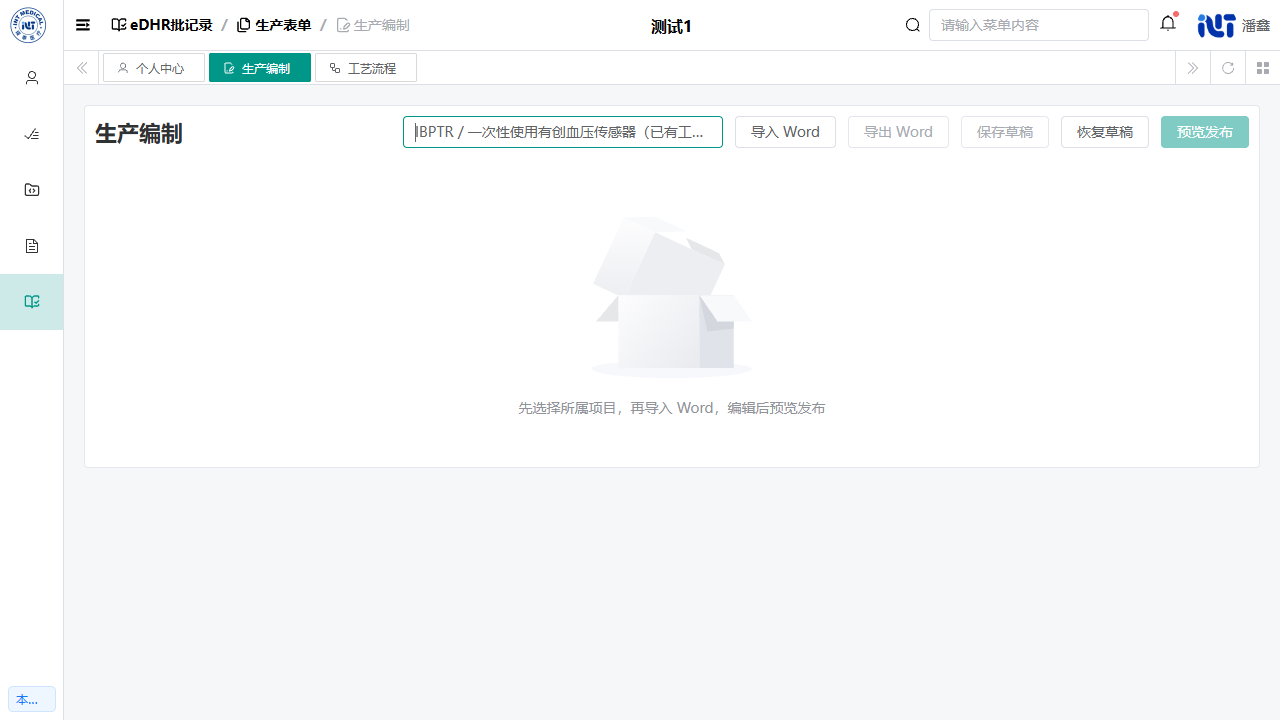 INT MEDICAL
eDHR批记录 / 生产表单 / 生产编制
测试1
请输入菜单内容
INT
潘鑫
个人中心
生产编制
工艺流程
生产编制
IBPTR / 一次性使用有创血压传感器（已有工...
导入 Word
导出 Word
保存草稿
恢复草稿
预览发布
先选择所属项目，再导入 Word，编辑后预览发布
本...